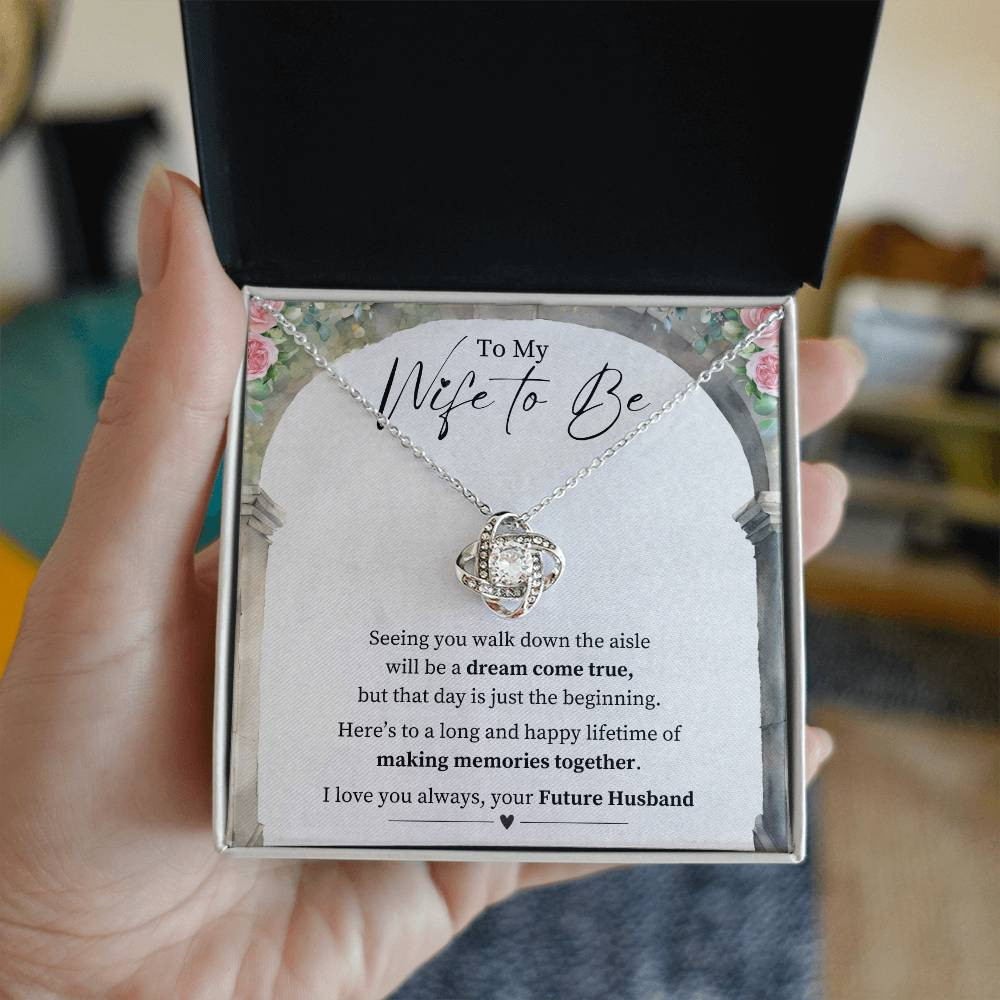 To My
Wife to Be
Seeing you walk down the aisle
will be a dream come true,
but that day is just the beginning.
Here's to a long and happy lifetime of
making memories together.
I love you always, your Future Husband